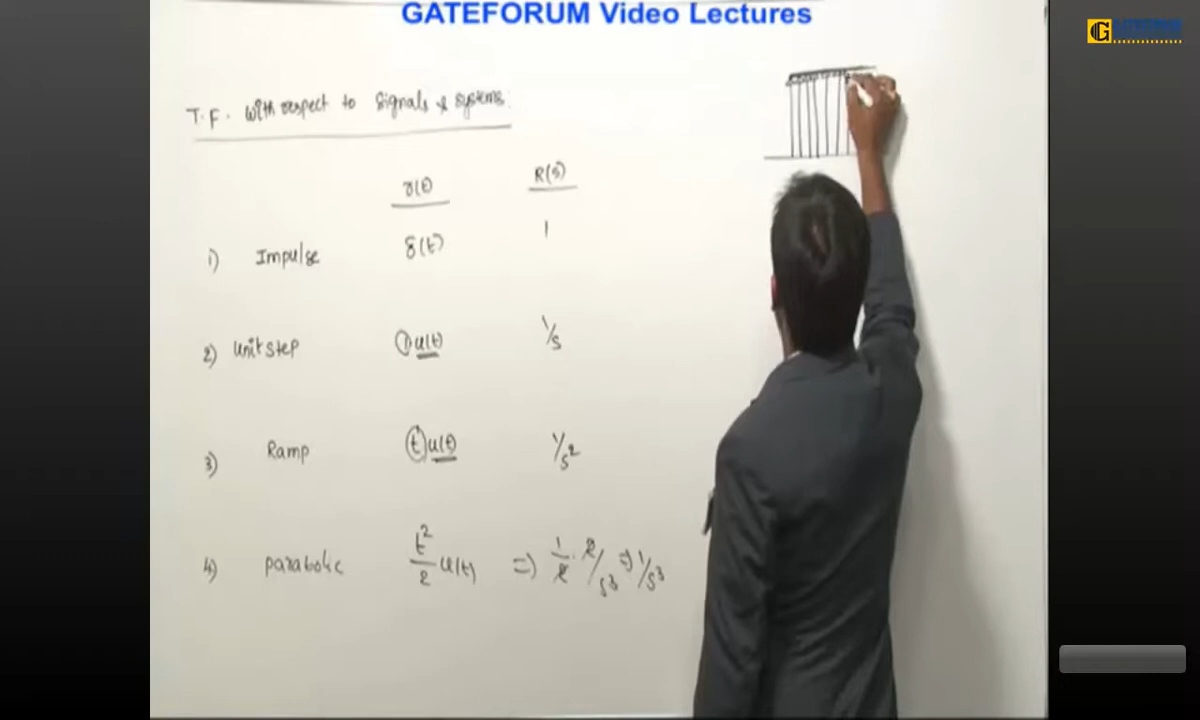 GATEFORUM Video Lectures
T.F. With respect to Signals & Systems:
r(t) R(s)
1) Impulse δ(t) 1
2) Unit step 1 u(t) 1/s
3) Ramp t u(t) 1/s²
4) parabolic t²/2 u(t) => 1/2 · 2/s³ => 1/s³